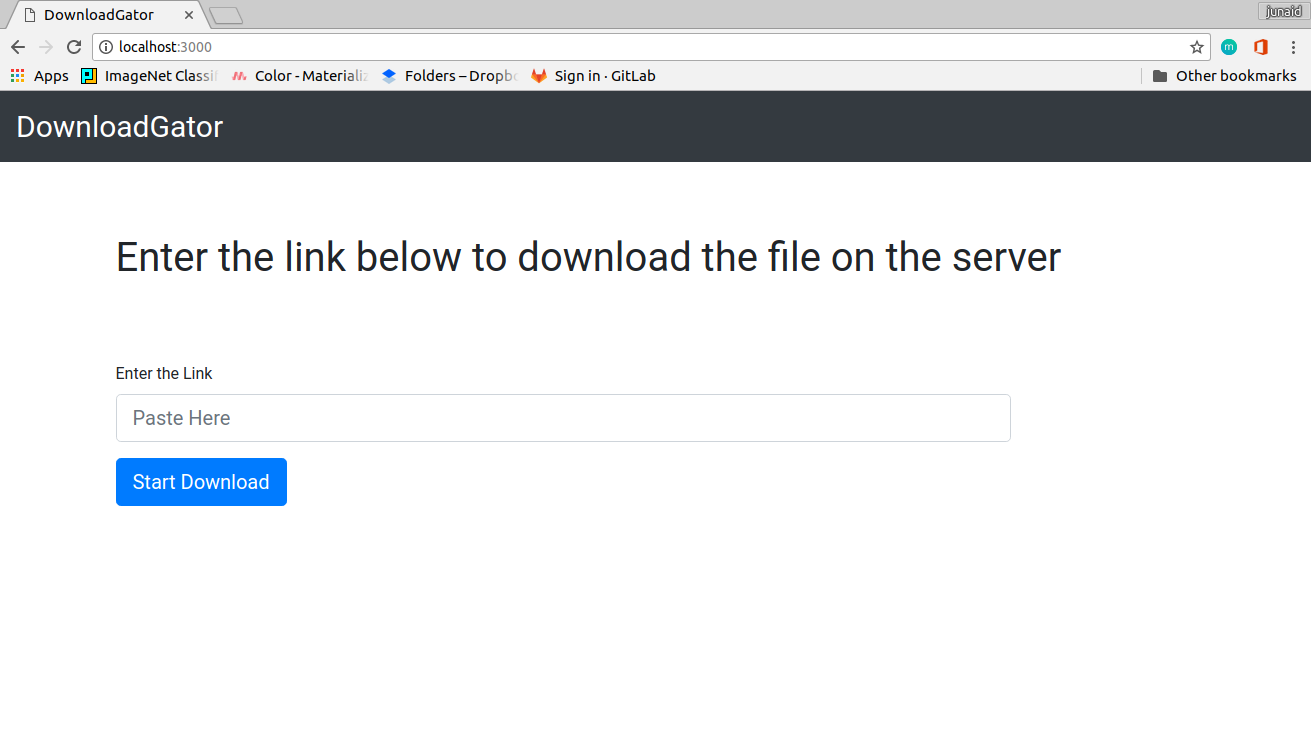 DownloadGator
junaid
localhost:3000
Apps ImageNet Classif Color - Materializ Folders – Dropbo Sign in · GitLab Other bookmarks
DownloadGator
Enter the link below to download the file on the server
Enter the Link
Paste Here
Start Download